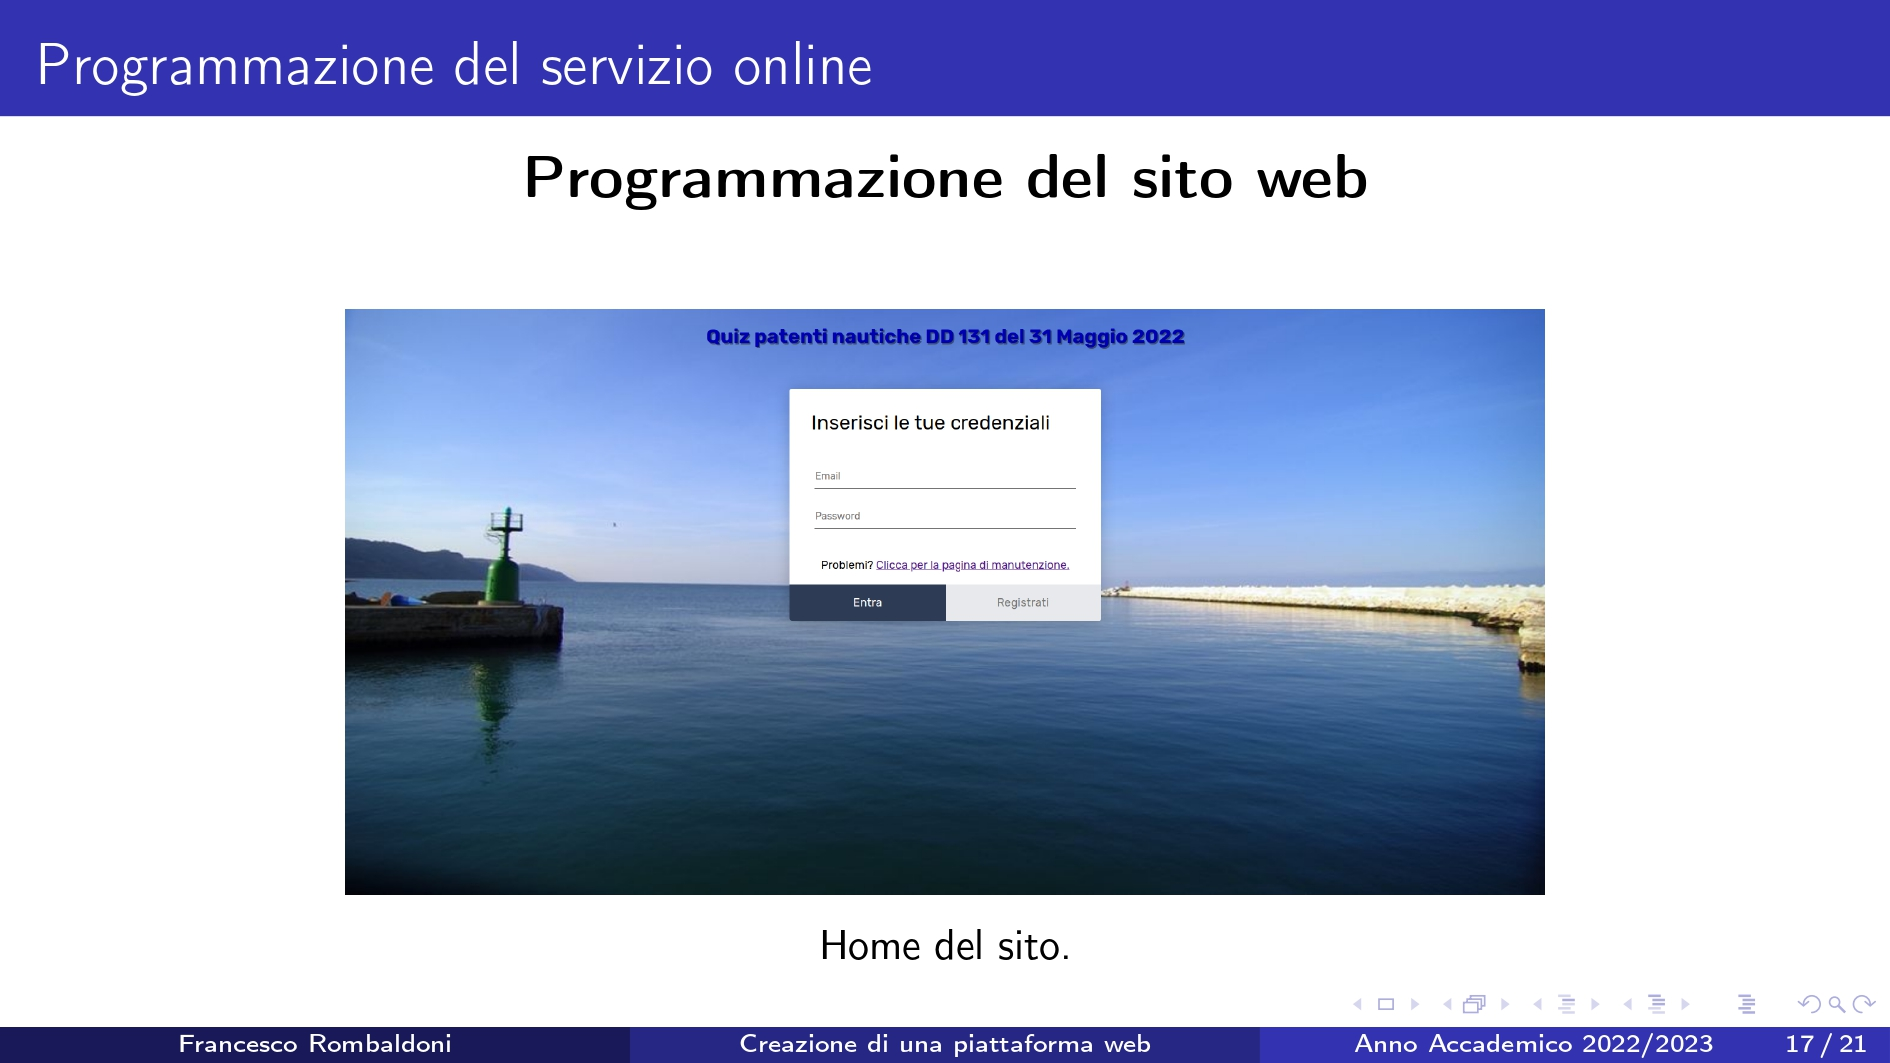 Programmazione del servizio online
Programmazione del sito web
Quiz patenti nautiche DD 131 del 31 Maggio 2022
Inserisci le tue credenziali
Email
Password
Problemi? Clicca per la pagina di manutenzione.
Entra
Registrati
Home del sito.
Francesco Rombaldoni
Creazione di una piattaforma web
Anno Accademico 2022/2023
17 / 21